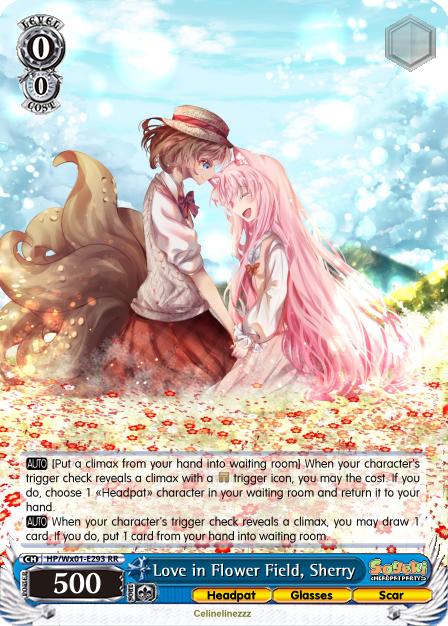 LEVEL
0
0
COST
AUTO [Put a climax from your hand into waiting room] When your character's
trigger check reveals a climax with a trigger icon, you may the cost. If you
do, choose 1 «Headpat» character in your waiting room and return it to your
hand.
AUTO When your character's trigger check reveals a climax, you may draw 1
card. If you do, put 1 card from your hand into waiting room.
CH HP/Wx01-E293 RR
POWER
500
SOUL
Love in Flower Field, Sherry
HEADPAT PARTY
Headpat Glasses Scar
Celinelinezzz